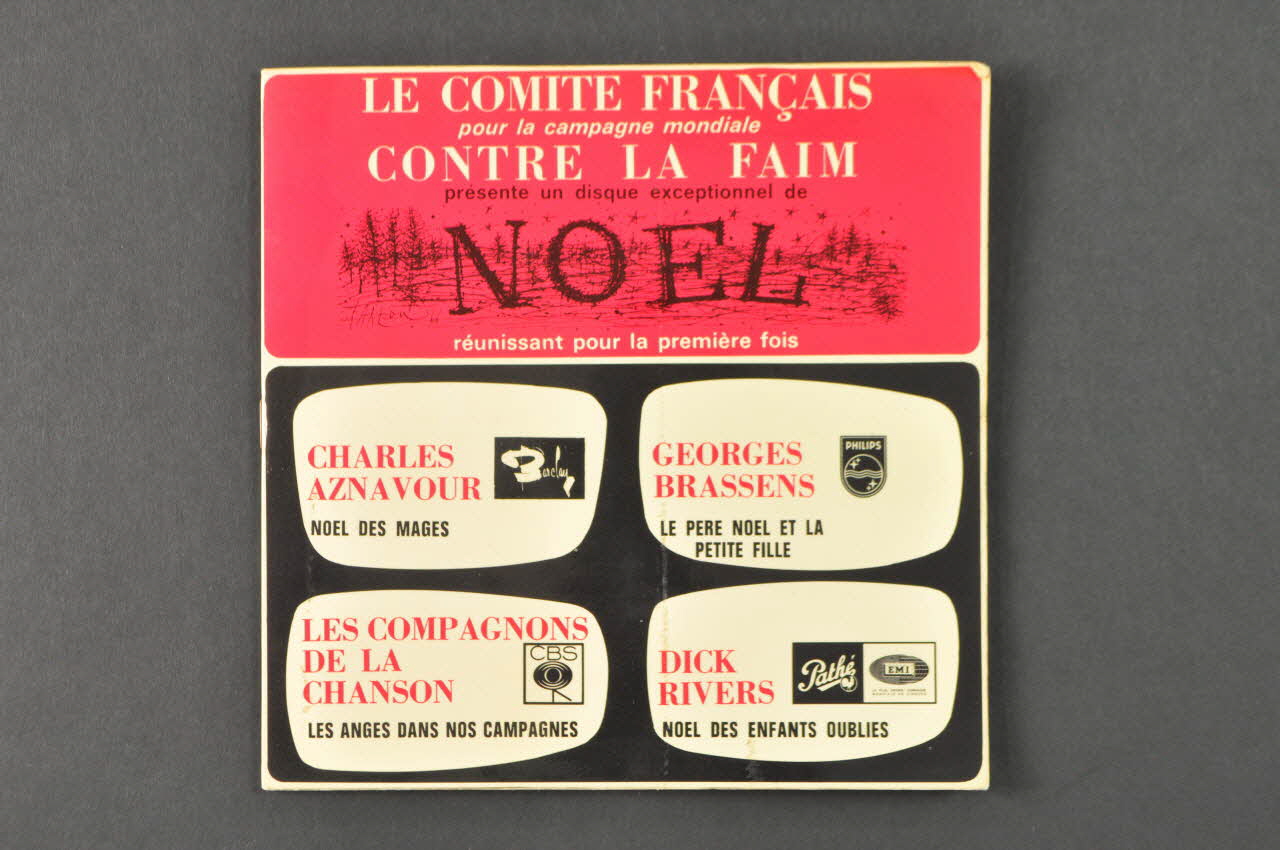 LE COMITE FRANÇAIS
pour la campagne mondiale
CONTRE LA FAIM
présente un disque exceptionnel de
NOEL
réunissant pour la première fois
CHARLES
AZNAVOUR
Barclay
NOEL DES MAGES
GEORGES
BRASSENS
PHILIPS
LE PERE NOEL ET LA
PETITE FILLE
LES COMPAGNONS
DE LA
CHANSON
CBS
LES ANGES DANS NOS CAMPAGNES
DICK
RIVERS
Pathé
EMI
NOEL DES ENFANTS OUBLIES